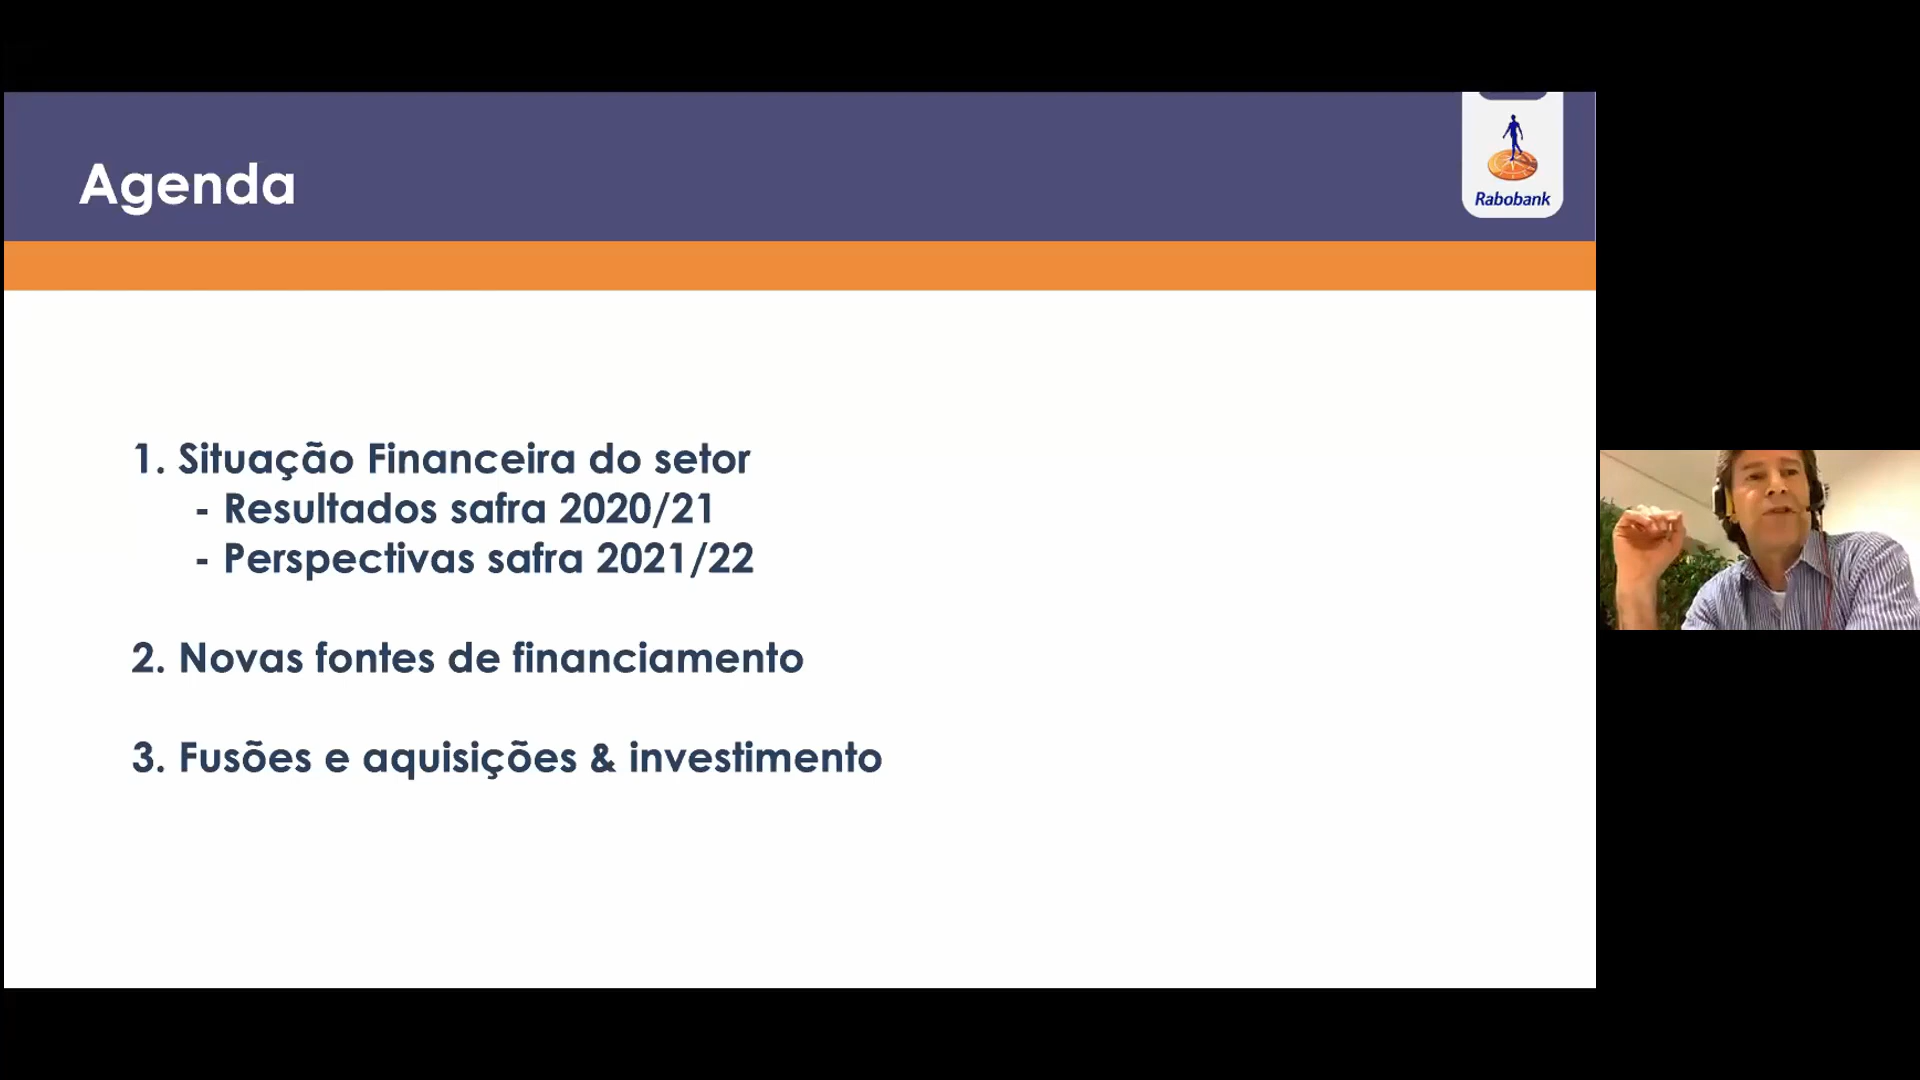 Agenda
Rabobank
1. Situação Financeira do setor
- Resultados safra 2020/21
- Perspectivas safra 2021/22
2. Novas fontes de financiamento
3. Fusões e aquisições & investimento